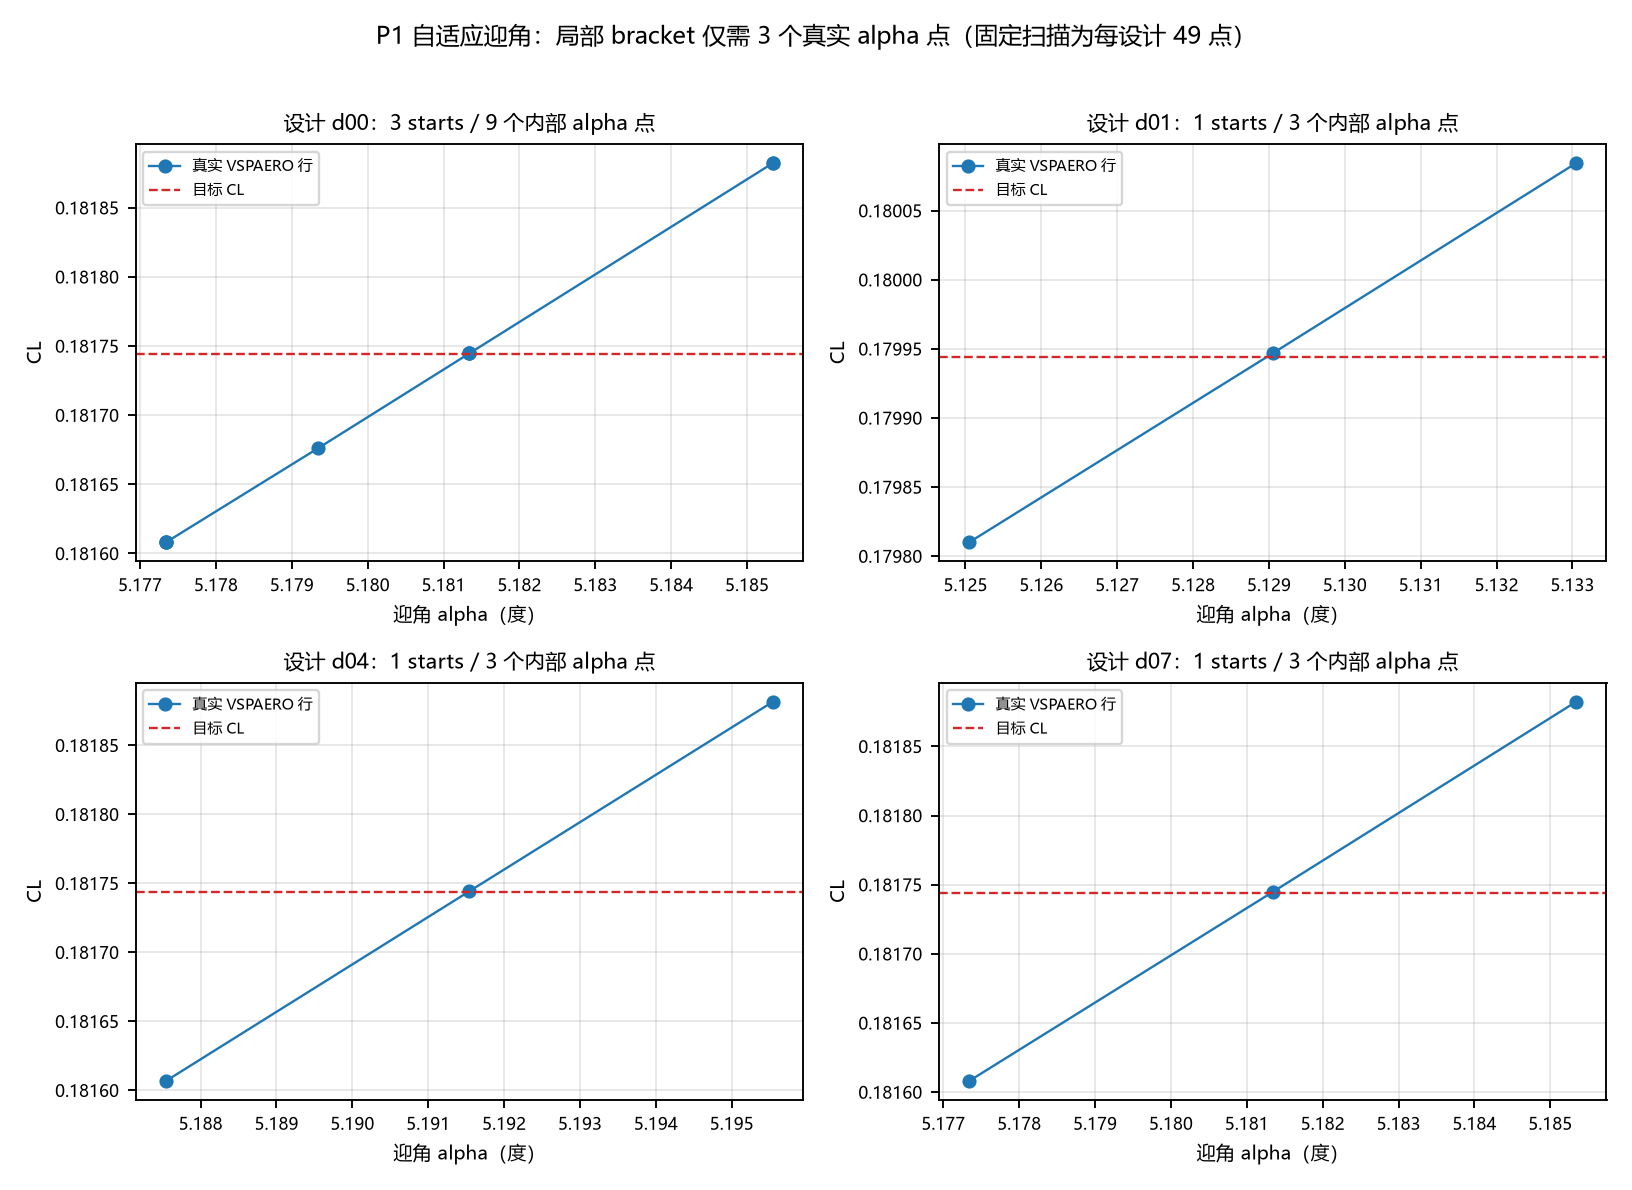 P1 自适应迎角：局部 bracket 仅需 3 个真实 alpha 点（固定扫描为每设计 49 点）
设计 d00：3 starts / 9 个内部 alpha 点
真实 VSPAERO 行
目标 CL
CL
0.18185
0.18180
0.18175
0.18170
0.18165
0.18160
5.177 5.178 5.179 5.180 5.181 5.182 5.183 5.184 5.185
迎角 alpha（度）
设计 d01：1 starts / 3 个内部 alpha 点
真实 VSPAERO 行
目标 CL
CL
0.18005
0.18000
0.17995
0.17990
0.17985
0.17980
5.125 5.126 5.127 5.128 5.129 5.130 5.131 5.132 5.133
迎角 alpha（度）
设计 d04：1 starts / 3 个内部 alpha 点
真实 VSPAERO 行
目标 CL
CL
0.18185
0.18180
0.18175
0.18170
0.18165
0.18160
5.188 5.189 5.190 5.191 5.192 5.193 5.194 5.195
迎角 alpha（度）
设计 d07：1 starts / 3 个内部 alpha 点
真实 VSPAERO 行
目标 CL
CL
0.18185
0.18180
0.18175
0.18170
0.18165
0.18160
5.177 5.178 5.179 5.180 5.181 5.182 5.183 5.184 5.185
迎角 alpha（度）